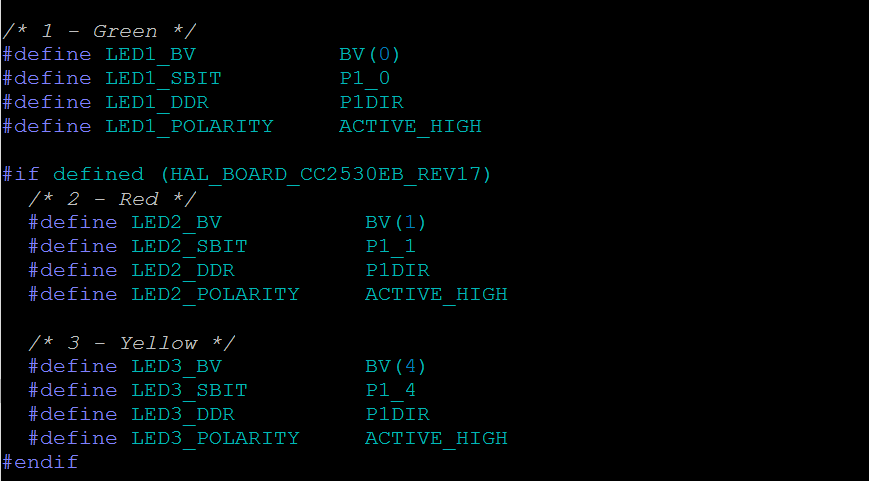 /* 1 - Green */
#define LED1_BV BV(0)
#define LED1_SBIT P1_0
#define LED1_DDR P1DIR
#define LED1_POLARITY ACTIVE_HIGH
#if defined (HAL_BOARD_CC2530EB_REV17)
/* 2 - Red */
#define LED2_BV BV(1)
#define LED2_SBIT P1_1
#define LED2_DDR P1DIR
#define LED2_POLARITY ACTIVE_HIGH
/* 3 - Yellow */
#define LED3_BV BV(4)
#define LED3_SBIT P1_4
#define LED3_DDR P1DIR
#define LED3_POLARITY ACTIVE_HIGH
#endif